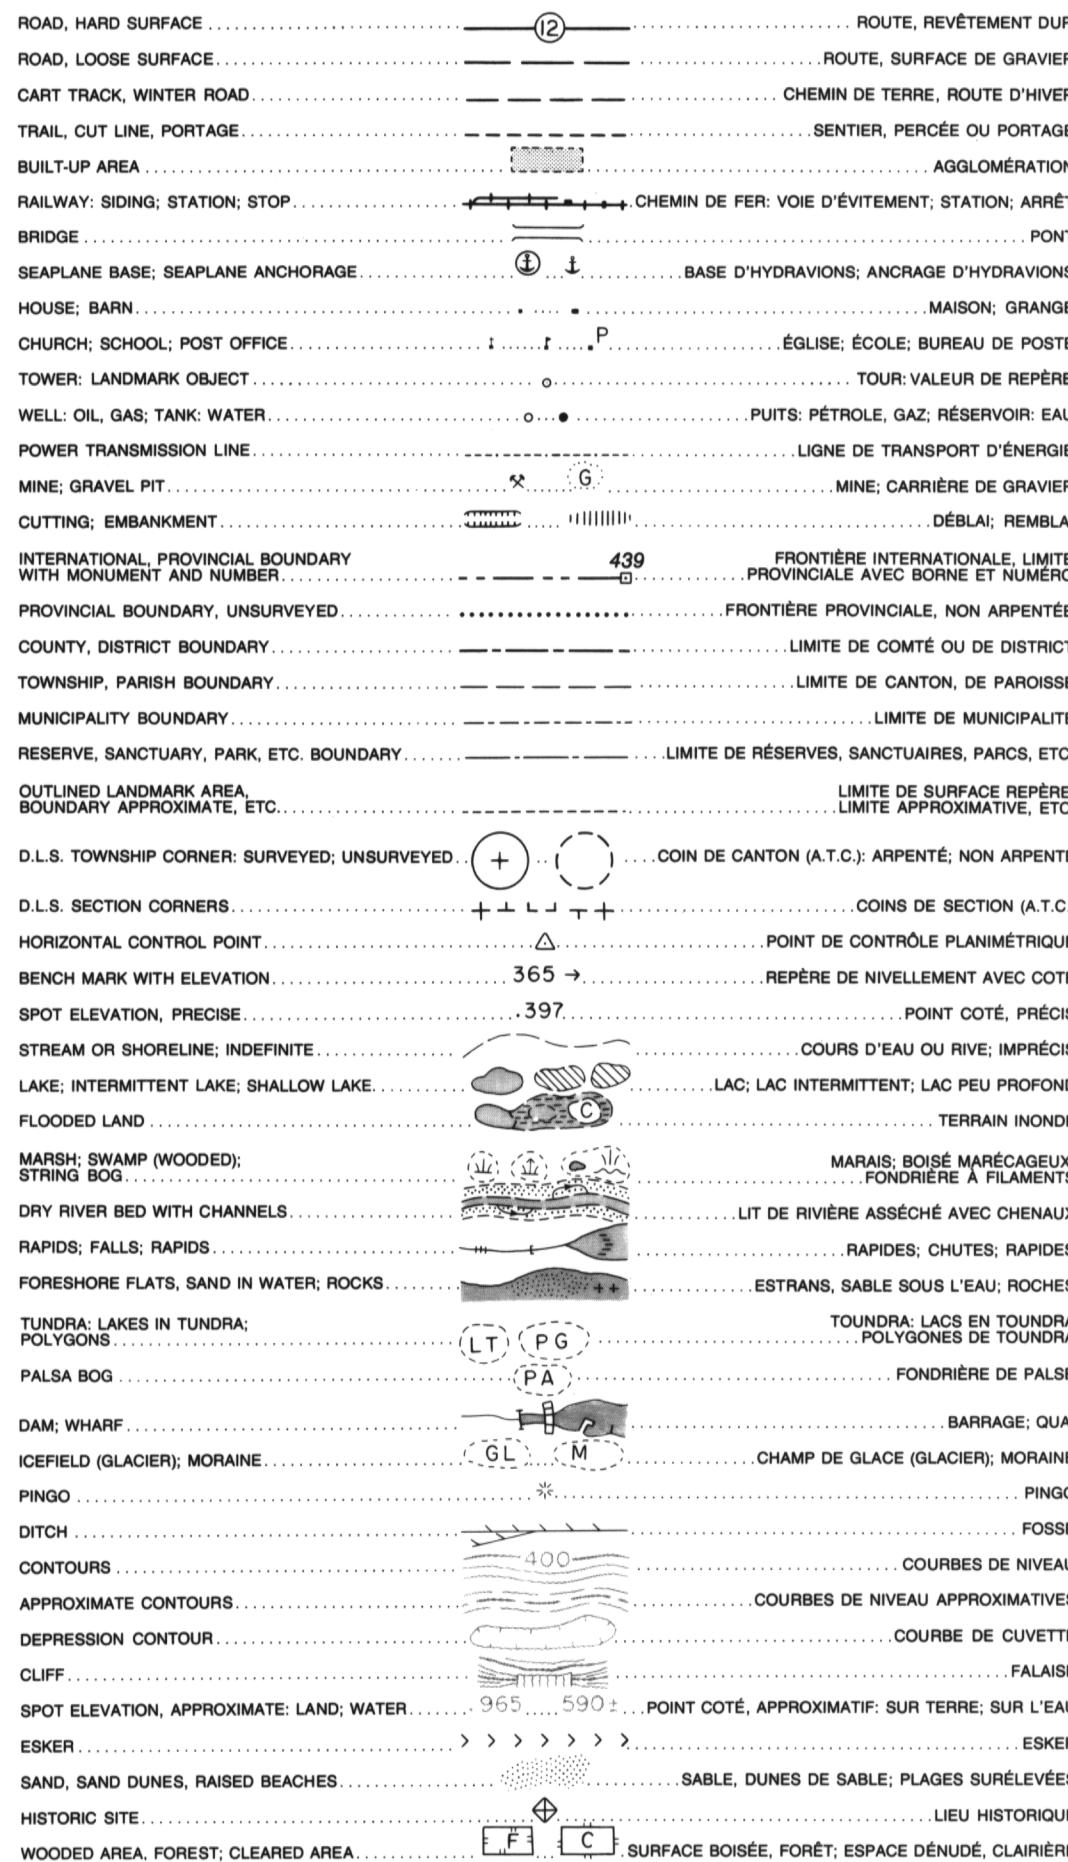 ROAD, HARD SURFACE 12 ROUTE, REVÊTEMENT DUR
ROAD, LOOSE SURFACE ROUTE, SURFACE DE GRAVIER
CART TRACK, WINTER ROAD CHEMIN DE TERRE, ROUTE D'HIVER
TRAIL, CUT LINE, PORTAGE SENTIER, PERCÉE OU PORTAGE
BUILT-UP AREA AGGLOMÉRATION
RAILWAY: SIDING; STATION; STOP CHEMIN DE FER: VOIE D'ÉVITEMENT; STATION; ARRÊT
BRIDGE PONT
SEAPLANE BASE; SEAPLANE ANCHORAGE BASE D'HYDRAVIONS; ANCRAGE D'HYDRAVIONS
HOUSE; BARN MAISON; GRANGE
CHURCH; SCHOOL; POST OFFICE P ÉGLISE; ÉCOLE; BUREAU DE POSTE
TOWER: LANDMARK OBJECT TOUR: VALEUR DE REPÈRE
WELL: OIL, GAS; TANK: WATER PUITS: PÉTROLE, GAZ; RÉSERVOIR: EAU
POWER TRANSMISSION LINE LIGNE DE TRANSPORT D'ÉNERGIE
MINE; GRAVEL PIT G MINE; CARRIÈRE DE GRAVIER
CUTTING; EMBANKMENT DÉBLAI; REMBLA
INTERNATIONAL, PROVINCIAL BOUNDARY 439 FRONTIÈRE INTERNATIONALE, LIMITE
WITH MONUMENT AND NUMBER PROVINCIALE AVEC BORNE ET NUMÉRO
PROVINCIAL BOUNDARY, UNSURVEYED FRONTIÈRE PROVINCIALE, NON ARPENTÉE
COUNTY, DISTRICT BOUNDARY LIMITE DE COMTÉ OU DE DISTRICT
TOWNSHIP, PARISH BOUNDARY LIMITE DE CANTON, DE PAROISSE
MUNICIPALITY BOUNDARY LIMITE DE MUNICIPALITÉ
RESERVE, SANCTUARY, PARK, ETC. BOUNDARY LIMITE DE RÉSERVES, SANCTUAIRES, PARCS, ETC
OUTLINED LANDMARK AREA, LIMITE DE SURFACE REPÈRE
BOUNDARY APPROXIMATE, ETC. LIMITE APPROXIMATIVE, ETC
D.L.S. TOWNSHIP CORNER: SURVEYED; UNSURVEYED COIN DE CANTON (A.T.C.): ARPENTÉ; NON ARPENTÉ
D.L.S. SECTION CORNERS COINS DE SECTION (A.T.C.
HORIZONTAL CONTROL POINT POINT DE CONTRÔLE PLANIMÉTRIQUE
BENCH MARK WITH ELEVATION 365 → REPÈRE DE NIVELLEMENT AVEC COTE
SPOT ELEVATION, PRECISE .397 POINT COTÉ, PRÉCIS
STREAM OR SHORELINE; INDEFINITE COURS D'EAU OU RIVE; IMPRÉCIS
LAKE; INTERMITTENT LAKE; SHALLOW LAKE LAC; LAC INTERMITTENT; LAC PEU PROFOND
FLOODED LAND C TERRAIN INONDÉ
MARSH; SWAMP (WOODED); MARAIS; BOISÉ MARÉCAGEUX
STRING BOG FONDRIÈRE À FILAMENTS
DRY RIVER BED WITH CHANNELS LIT DE RIVIÈRE ASSÉCHÉ AVEC CHENAUX
RAPIDS; FALLS; RAPIDS RAPIDES; CHUTES; RAPIDES
FORESHORE FLATS, SAND IN WATER; ROCKS ESTRANS, SABLE SOUS L'EAU; ROCHES
TUNDRA: LAKES IN TUNDRA; TOUNDRA: LACS EN TOUNDRA
POLYGONS LT PG POLYGONES DE TOUNDRA
PALSA BOG PA FONDRIÈRE DE PALSE
DAM; WHARF BARRAGE; QUA
ICEFIELD (GLACIER); MORAINE GL M CHAMP DE GLACE (GLACIER); MORAINE
PINGO PINGO
DITCH FOSSÉ
CONTOURS 400 COURBES DE NIVEAU
APPROXIMATE CONTOURS COURBES DE NIVEAU APPROXIMATIVES
DEPRESSION CONTOUR COURBE DE CUVETTE
CLIFF FALAISE
SPOT ELEVATION, APPROXIMATE: LAND; WATER .965 590± POINT COTÉ, APPROXIMATIF: SUR TERRE; SUR L'EAU
ESKER ESKER
SAND, SAND DUNES, RAISED BEACHES SABLE, DUNES DE SABLE; PLAGES SURÉLEVÉES
HISTORIC SITE LIEU HISTORIQUE
WOODED AREA, FOREST; CLEARED AREA F C SURFACE BOISÉE, FORÊT; ESPACE DÉNUDÉ, CLAIRIÈRE